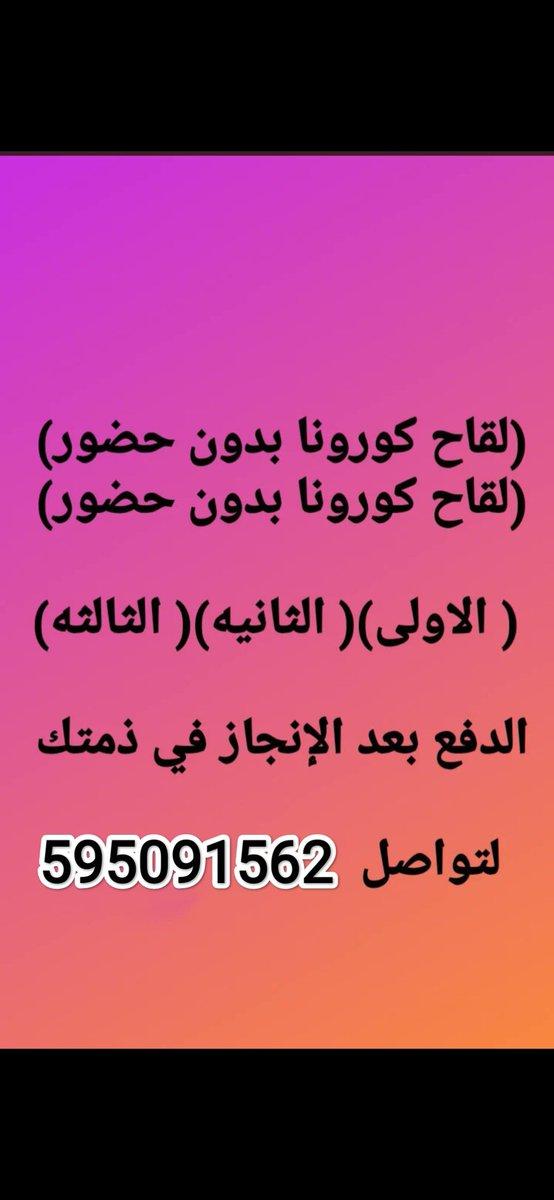 (لقاح كورونا بدون حضور)
(لقاح كورونا بدون حضور)
( الاولى)( الثانيه)( الثالثه)
الدفع بعد الإنجاز في ذمتك
لتواصل 595091562